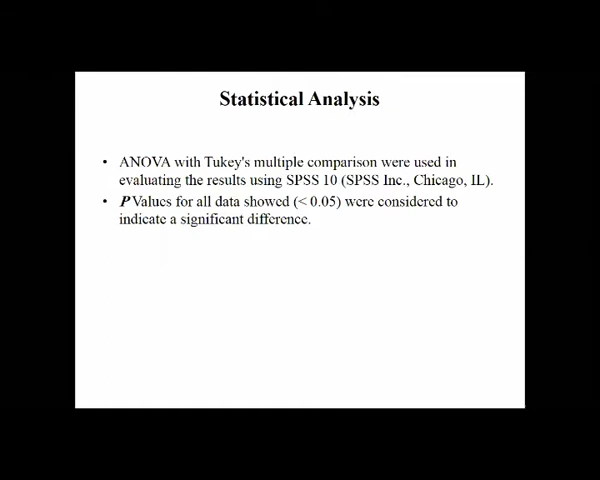 Statistical Analysis
• ANOVA with Tukey's multiple comparison were used in
evaluating the results using SPSS 10 (SPSS Inc., Chicago, IL).
• P Values for all data showed (< 0.05) were considered to
indicate a significant difference.